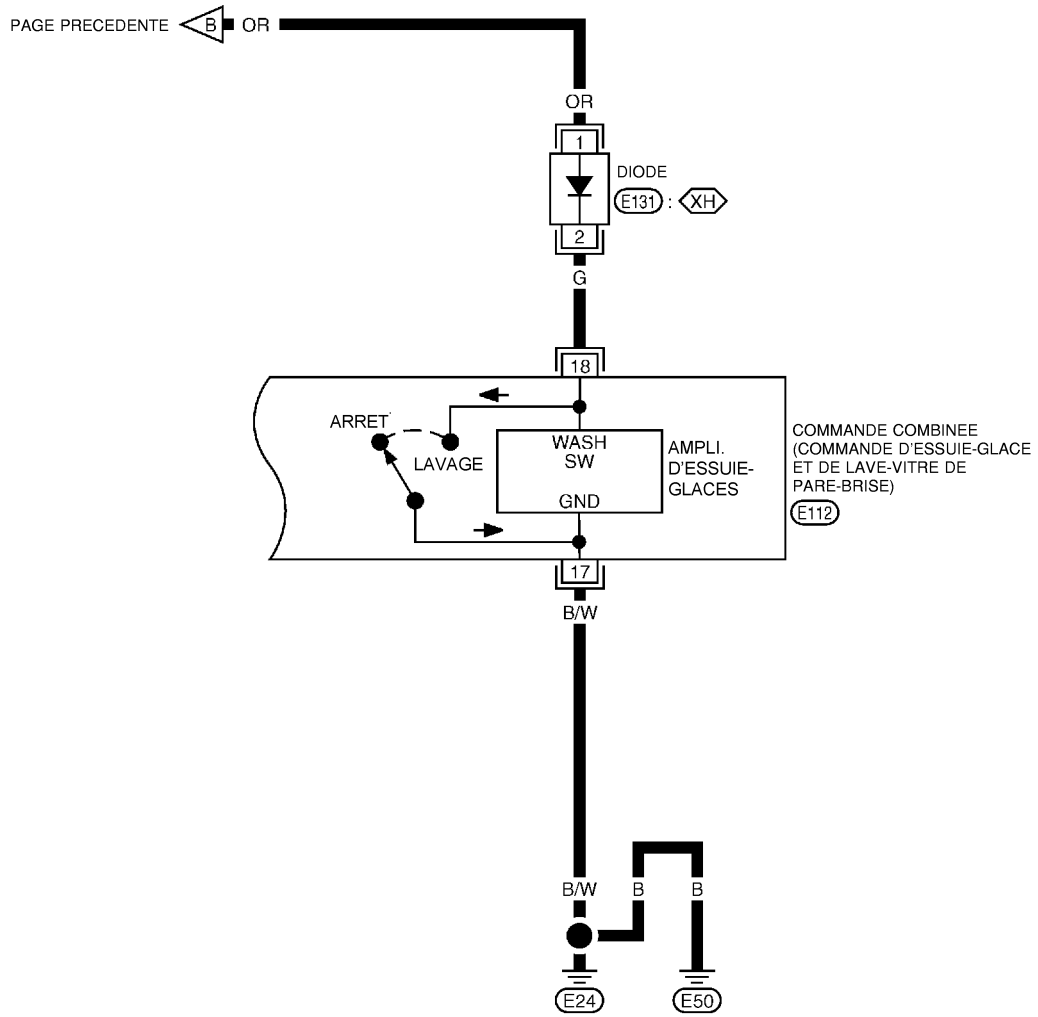 PAGE PRECEDENTE B OR
OR
1
DIODE
E131 : XH
2
G
18
ARRET
LAVAGE
WASH
SW
GND
AMPLI.
D'ESSUIE-
GLACES
COMMANDE COMBINEE
(COMMANDE D'ESSUIE-GLACE
ET DE LAVE-VITRE DE
PARE-BRISE)
E112
17
B/W
B/W B B
E24 E50